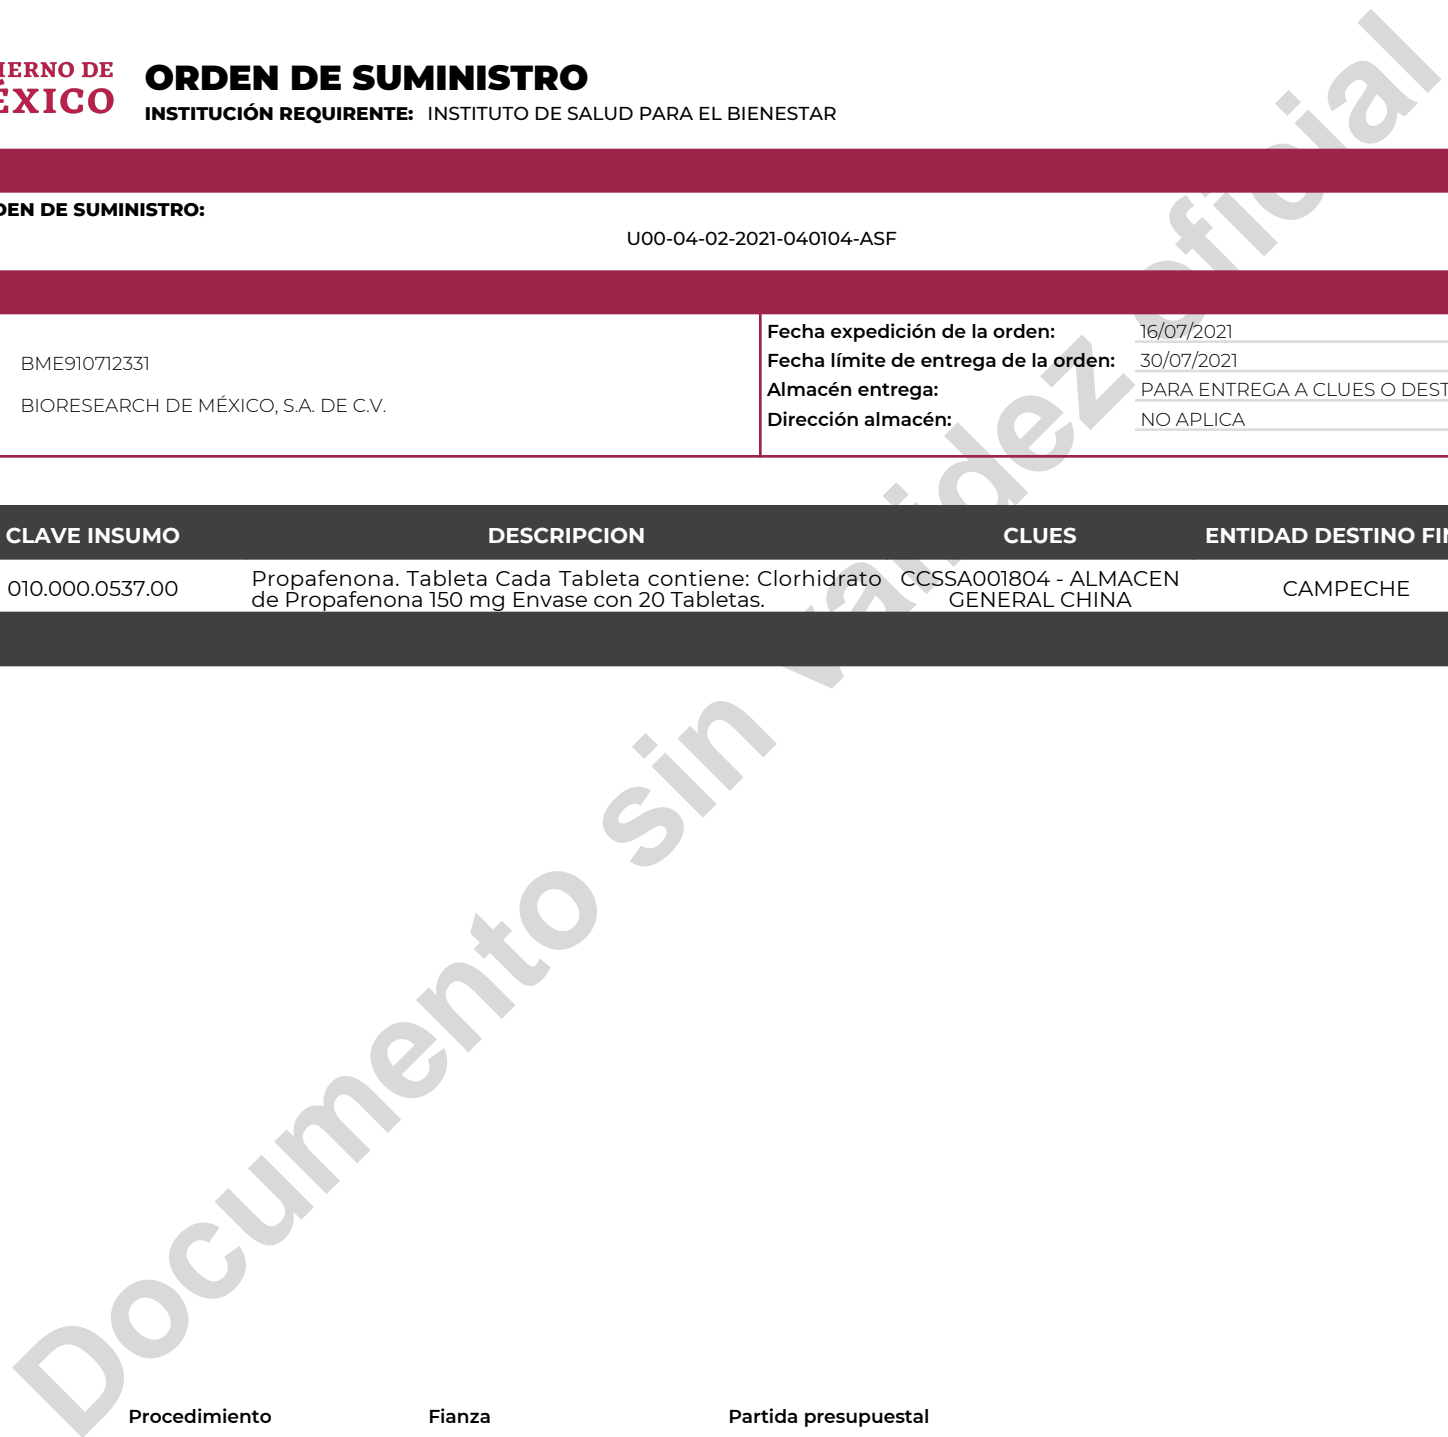 IERNO DE
ÉXICO
ORDEN DE SUMINISTRO
INSTITUCIÓN REQUIRENTE: INSTITUTO DE SALUD PARA EL BIENESTAR
DEN DE SUMINISTRO:
U00-04-02-2021-040104-ASF
BME910712331
BIORESEARCH DE MÉXICO, S.A. DE C.V.
Fecha expedición de la orden: 16/07/2021
Fecha límite de entrega de la orden: 30/07/2021
Almacén entrega: PARA ENTREGA A CLUES O DEST
Dirección almacén: NO APLICA
CLAVE INSUMO DESCRIPCION CLUES ENTIDAD DESTINO FIN
010.000.0537.00
Propafenona. Tableta Cada Tableta contiene: Clorhidrato
de Propafenona 150 mg Envase con 20 Tabletas.
CCSSA001804 - ALMACEN
GENERAL CHINA
CAMPECHE
Documento sin validez oficial
Procedimiento Fianza Partida presupuestal